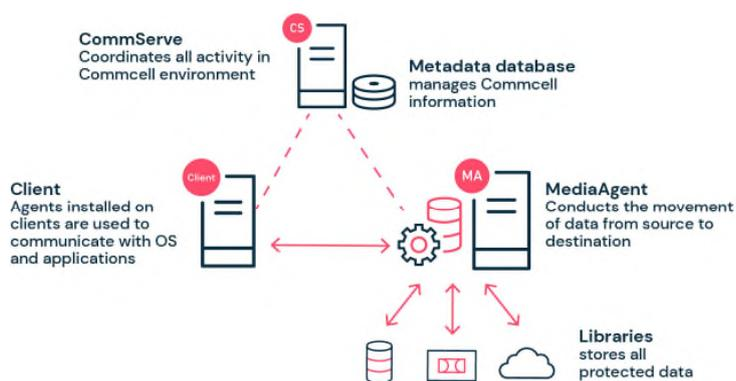 CS
CommServe
Coordinates all activity in
Commcell environment
Metadata database
manages Commcell
information
Client
Client
Agents installed on
clients are used to
communicate with OS
and applications
MA
MediaAgent
Conducts the movement
of data from source to
destination
Libraries
stores all
protected data